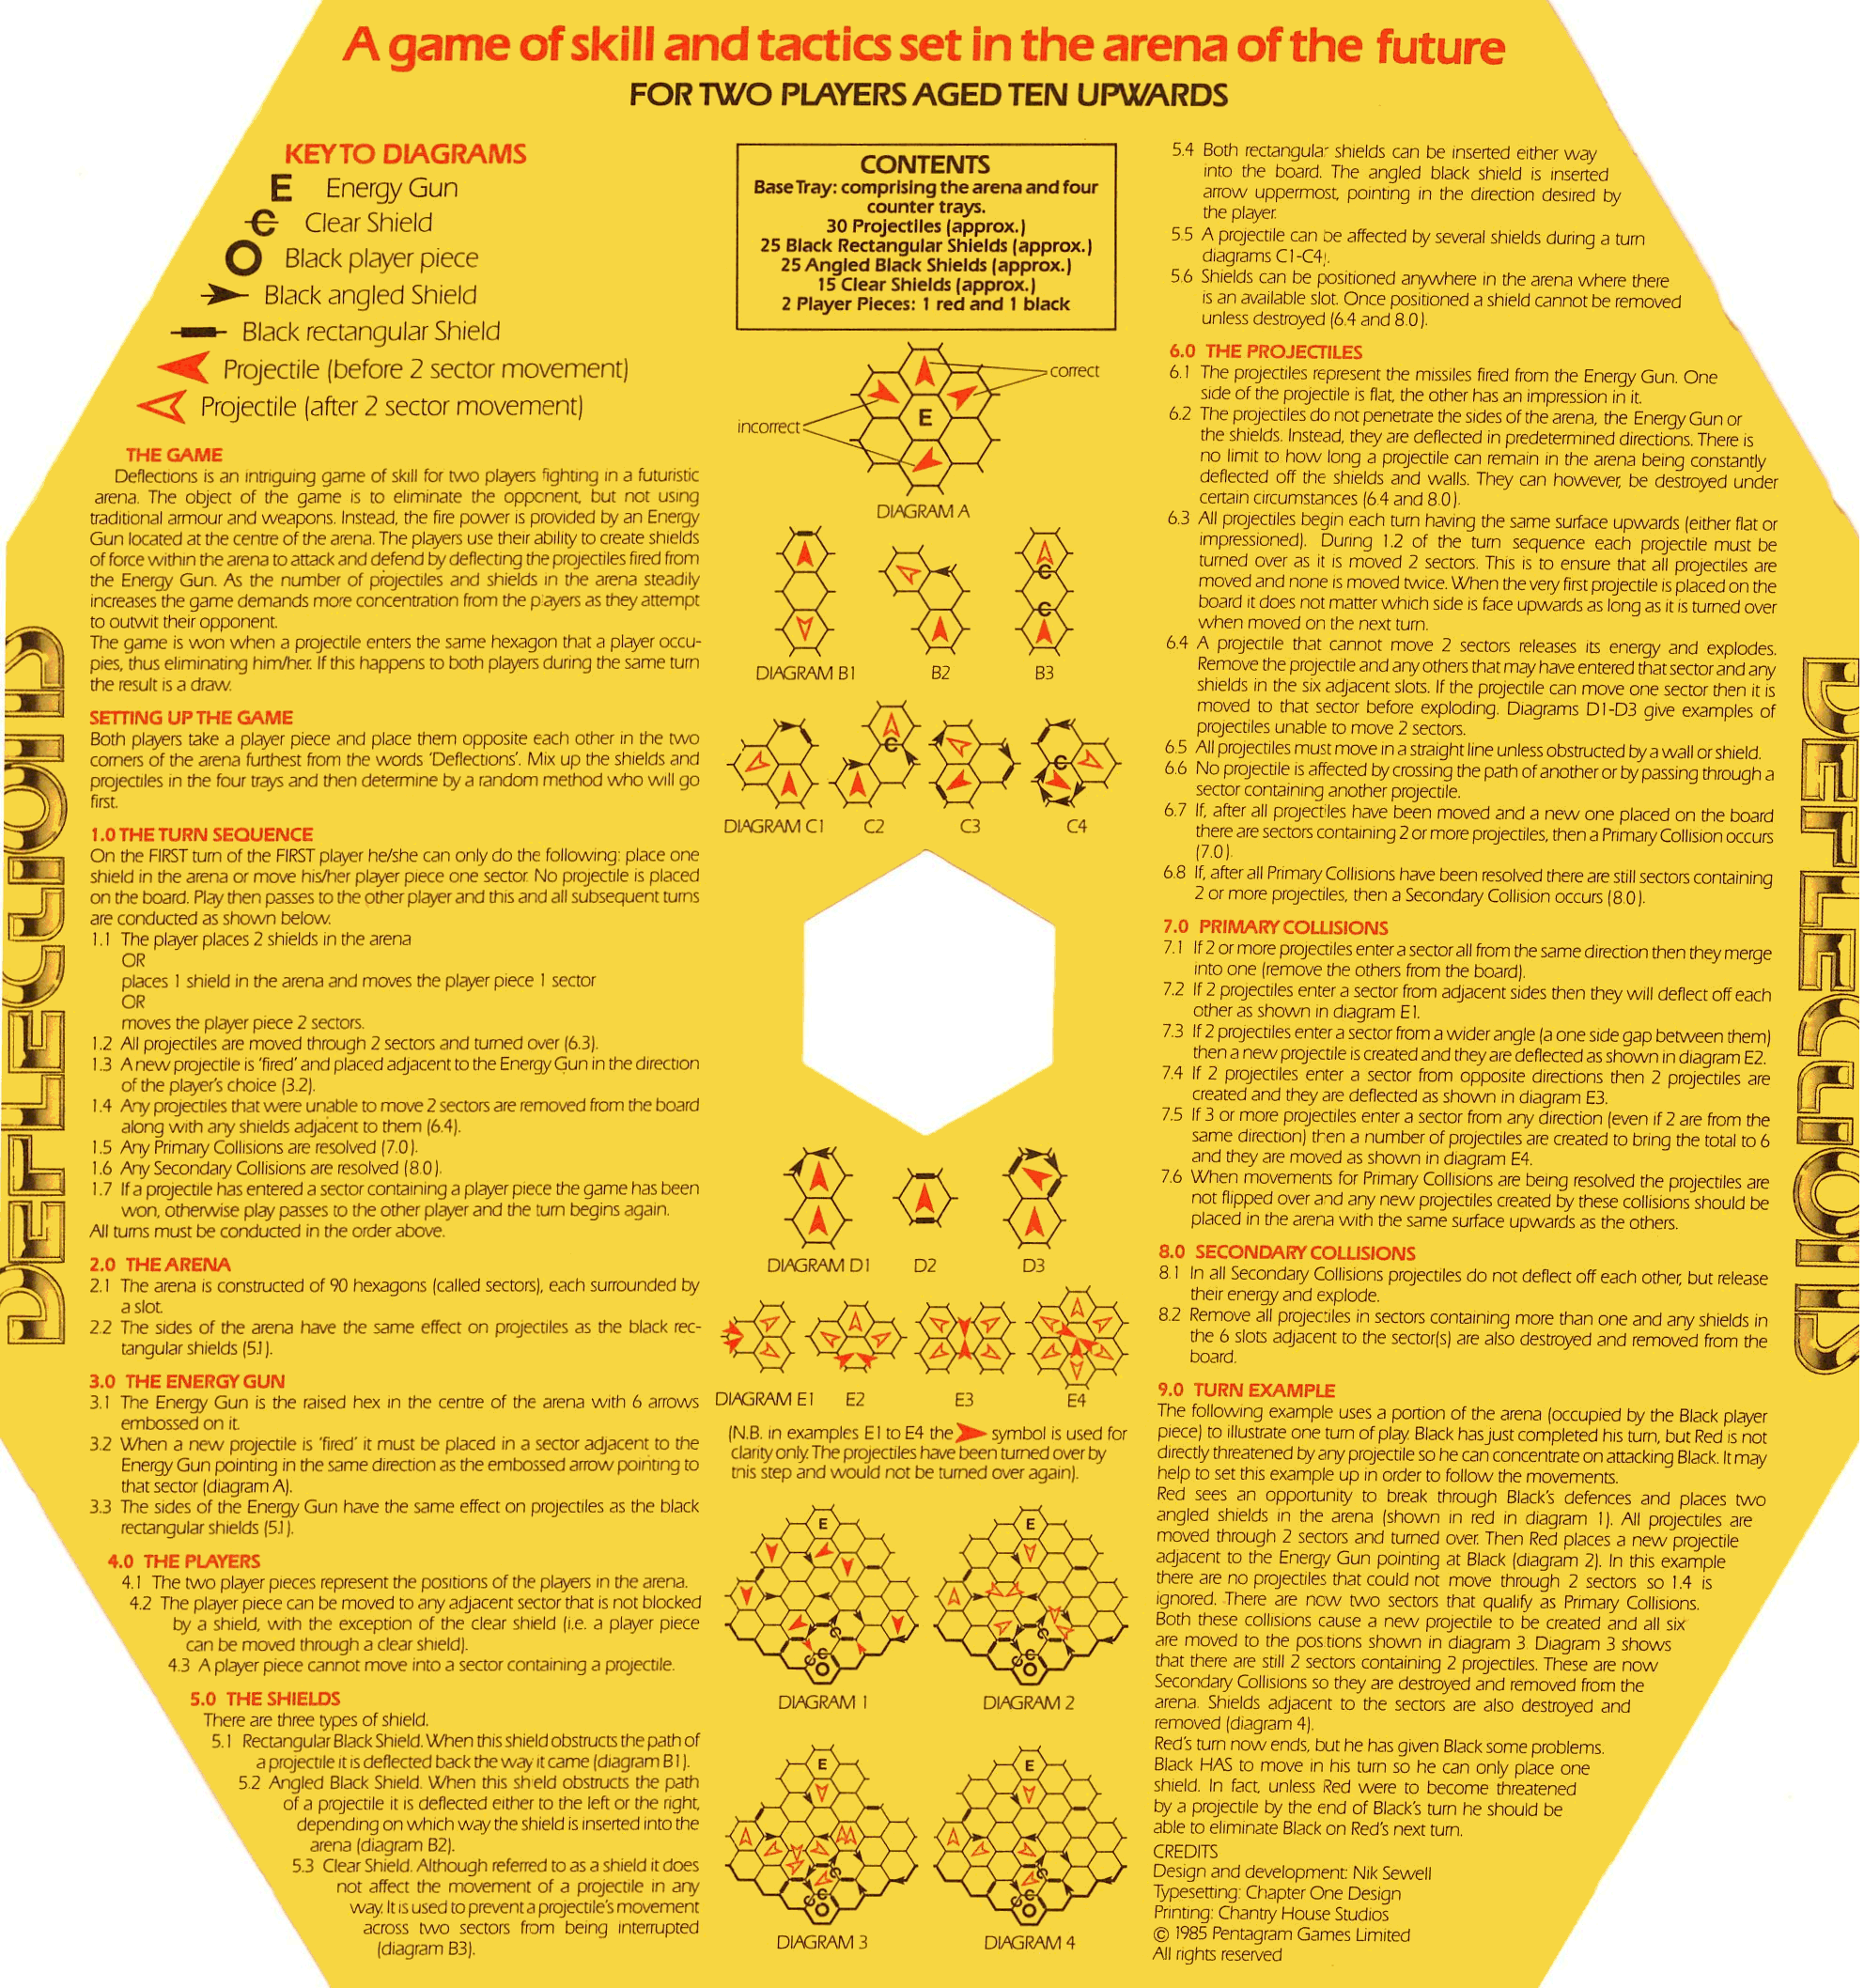 A game of skill and tactics set in the arena of the future
FOR TWO PLAYERS AGED TEN UPWARDS
KEY TO DIAGRAMS
E Energy Gun
C Clear Shield
O Black player piece
Black angled Shield
Black rectangular Shield
Projectile (before 2 sector movement)
Projectile (after 2 sector movement)
THE GAME
Deflections is an intriguing game of skill for two players fighting in a futuristic
arena. The object of the game is to eliminate the opponent, but not using
traditional armour and weapons. Instead, the fire power is provided by an Energy
Gun located at the centre of the arena. The players use their ability to create shields
of force within the arena to attack and defend by deflecting the projectiles fired from
the Energy Gun. As the number of projectiles and shields in the arena steadily
increases the game demands more concentration from the players as they attempt
to outwit their opponent.
The game is won when a projectile enters the same hexagon that a player occu-
pies, thus eliminating him/her. If this happens to both players during the same turn
the result is a draw.
SETTING UP THE GAME
Both players take a player piece and place them opposite each other in the two
corners of the arena furthest from the words 'Deflections'. Mix up the shields and
projectiles in the four trays and then determine by a random method who will go
first.
1.0 THE TURN SEQUENCE
On the FIRST turn of the FIRST player he/she can only do the following: place one
shield in the arena or move his/her player piece one sector. No projectile is placed
on the board. Play then passes to the other player and this and all subsequent turns
are conducted as shown below.
1.1 The player places 2 shields in the arena
OR
places 1 shield in the arena and moves the player piece 1 sector
OR
moves the player piece 2 sectors.
1.2 All projectiles are moved through 2 sectors and turned over (6.3).
1.3 A new projectile is 'fired' and placed adjacent to the Energy Gun in the direction
of the player's choice (3.2).
1.4 Any projectiles that were unable to move 2 sectors are removed from the board
along with any shields adjacent to them (6.4).
1.5 Any Primary Collisions are resolved (7.0).
1.6 Any Secondary Collisions are resolved (8.0).
1.7 If a projectile has entered a sector containing a player piece the game has been
won, otherwise play passes to the other player and the turn begins again.
All turns must be conducted in the order above.
2.0 THE ARENA
2.1 The arena is constructed of 90 hexagons (called sectors), each surrounded by
a slot.
2.2 The sides of the arena have the same effect on projectiles as the black rec-
tangular shields (5.1).
3.0 THE ENERGY GUN
3.1 The Energy Gun is the raised hex in the centre of the arena with 6 arrows
embossed on it.
3.2 When a new projectile is 'fired' it must be placed in a sector adjacent to the
Energy Gun pointing in the same direction as the embossed arrow pointing to
that sector (diagram A).
3.3 The sides of the Energy Gun have the same effect on projectiles as the black
rectangular shields (5.1).
4.0 THE PLAYERS
4.1 The two player pieces represent the positions of the players in the arena.
4.2 The player piece can be moved to any adjacent sector that is not blocked
by a shield, with the exception of the clear shield (i.e. a player piece
can be moved through a clear shield).
4.3 A player piece cannot move into a sector containing a projectile.
5.0 THE SHIELDS
There are three types of shield.
5.1 Rectangular Black Shield. When this shield obstructs the path of
a projectile it is deflected back the way it came (diagram B1).
5.2 Angled Black Shield. When this shield obstructs the path
of a projectile it is deflected either to the left or the right,
depending on which way the shield is inserted into the
arena (diagram B2).
5.3 Clear Shield. Although referred to as a shield it does
not affect the movement of a projectile in any
way. It is used to prevent a projectile's movement
across two sectors from being interrupted
(diagram B3).
CONTENTS
Base Tray: comprising the arena and four
counter trays.
30 Projectiles (approx.)
25 Black Rectangular Shields (approx.)
25 Angled Black Shields (approx.)
15 Clear Shields (approx.)
2 Player Pieces: 1 red and 1 black
correct
E
incorrect
DIAGRAM A
C
C
DIAGRAM B1 B2 B3
C
C
DIAGRAM C1 C2 C3 C4
DIAGRAM D1 D2 D3
DIAGRAM E1 E2 E3 E4
(N.B. in examples E1 to E4 the symbol is used for
clarity only. The projectiles have been turned over by
this step and would not be turned over again).
E E
C C
C C
C C
O O
DIAGRAM 1 DIAGRAM 2
E E
C C
C C
C C
O O
DIAGRAM 3 DIAGRAM 4
5.4 Both rectangular shields can be inserted either way
into the board. The angled black shield is inserted
arrow uppermost, pointing in the direction desired by
the player.
5.5 A projectile can be affected by several shields during a turn
diagrams C1-C4).
5.6 Shields can be positioned anywhere in the arena where there
is an available slot. Once positioned a shield cannot be removed
unless destroyed (6.4 and 8.0).
6.0 THE PROJECTILES
6.1 The projectiles represent the missiles fired from the Energy Gun. One
side of the projectile is flat, the other has an impression in it.
6.2 The projectiles do not penetrate the sides of the arena, the Energy Gun or
the shields. Instead, they are deflected in predetermined directions. There is
no limit to how long a projectile can remain in the arena being constantly
deflected off the shields and walls. They can however, be destroyed under
certain circumstances (6.4 and 8.0).
6.3 All projectiles begin each turn having the same surface upwards (either flat or
impressioned). During 1.2 of the turn sequence each projectile must be
turned over as it is moved 2 sectors. This is to ensure that all projectiles are
moved and none is moved twice. When the very first projectile is placed on the
board it does not matter which side is face upwards as long as it is turned over
when moved on the next turn.
6.4 A projectile that cannot move 2 sectors releases its energy and explodes.
Remove the projectile and any others that may have entered that sector and any
shields in the six adjacent slots. If the projectile can move one sector then it is
moved to that sector before exploding. Diagrams D1-D3 give examples of
projectiles unable to move 2 sectors.
6.5 All projectiles must move in a straight line unless obstructed by a wall or shield.
6.6 No projectile is affected by crossing the path of another or by passing through a
sector containing another projectile.
6.7 If, after all projectiles have been moved and a new one placed on the board
there are sectors containing 2 or more projectiles, then a Primary Collision occurs
(7.0).
6.8 If, after all Primary Collisions have been resolved there are still sectors containing
2 or more projectiles, then a Secondary Collision occurs (8.0).
7.0 PRIMARY COLLISIONS
7.1 If 2 or more projectiles enter a sector all from the same direction then they merge
into one (remove the others from the board).
7.2 If 2 projectiles enter a sector from adjacent sides then they will deflect off each
other as shown in diagram E1.
7.3 If 2 projectiles enter a sector from a wider angle (a one side gap between them)
then a new projectile is created and they are deflected as shown in diagram E2.
7.4 If 2 projectiles enter a sector from opposite directions then 2 projectiles are
created and they are deflected as shown in diagram E3.
7.5 If 3 or more projectiles enter a sector from any direction (even if 2 are from the
same direction) then a number of projectiles are created to bring the total to 6
and they are moved as shown in diagram E4.
7.6 When movements for Primary Collisions are being resolved the projectiles are
not flipped over and any new projectiles created by these collisions should be
placed in the arena with the same surface upwards as the others.
8.0 SECONDARY COLLISIONS
8.1 In all Secondary Collisions projectiles do not deflect off each other, but release
their energy and explode.
8.2 Remove all projectiles in sectors containing more than one and any shields in
the 6 slots adjacent to the sector(s) are also destroyed and removed from the
board.
9.0 TURN EXAMPLE
The following example uses a portion of the arena (occupied by the Black player
piece) to illustrate one turn of play. Black has just completed his turn, but Red is not
directly threatened by any projectile so he can concentrate on attacking Black. It may
help to set this example up in order to follow the movements.
Red sees an opportunity to break through Black's defences and places two
angled shields in the arena (shown in red in diagram 1). All projectiles are
moved through 2 sectors and turned over. Then Red places a new projectile
adjacent to the Energy Gun pointing at Black (diagram 2). In this example
there are no projectiles that could not move through 2 sectors so 1.4 is
ignored. There are now two sectors that qualify as Primary Collisions.
Both these collisions cause a new projectile to be created and all six
are moved to the positions shown in diagram 3. Diagram 3 shows
that there are still 2 sectors containing 2 projectiles. These are now
Secondary Collisions so they are destroyed and removed from the
arena. Shields adjacent to the sectors are also destroyed and
removed (diagram 4).
Red's turn now ends, but he has given Black some problems.
Black HAS to move in his turn so he can only place one
shield. In fact, unless Red were to become threatened
by a projectile by the end of Black's turn he should be
able to eliminate Black on Red's next turn.
CREDITS
Design and development: Nik Sewell
Typesetting: Chapter One Design
Printing: Chantry House Studios
© 1985 Pentagram Games Limited
All rights reserved
DEFLECTIONS
DEFLECTIONS